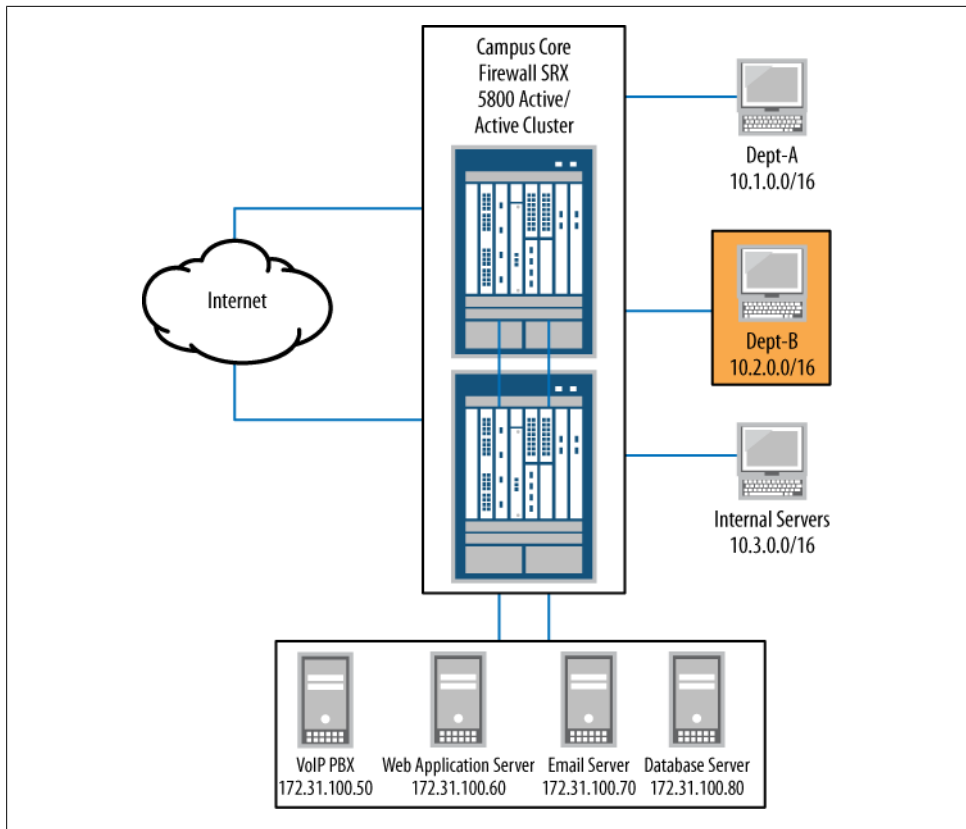 Campus Core
Firewall SRX
5800 Active/
Active Cluster
Internet
Dept-A
10.1.0.0/16
Dept-B
10.2.0.0/16
Internal Servers
10.3.0.0/16
VoIP PBX
172.31.100.50
Web Application Server
172.31.100.60
Email Server
172.31.100.70
Database Server
172.31.100.80